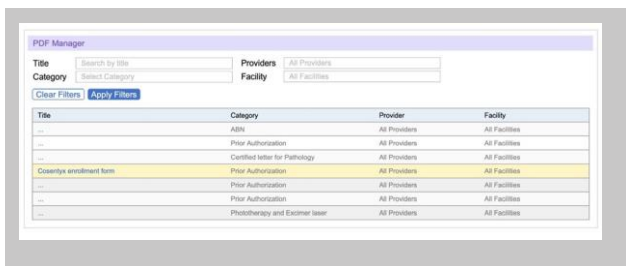 PDF Manager
Title Search by title Providers All Providers
Category Select Category Facility All Facilities
Clear Filters Apply Filters
Title Category Provider Facility
... ABN All Providers All Facilities
... Prior Authorization All Providers All Facilities
... Certified letter for Pathology All Providers All Facilities
Cosentyx enrollment form Prior Authorization All Providers All Facilities
... Prior Authorization All Providers All Facilities
... Prior Authorization All Providers All Facilities
... Phototherapy and Excimer laser All Providers All Facilities